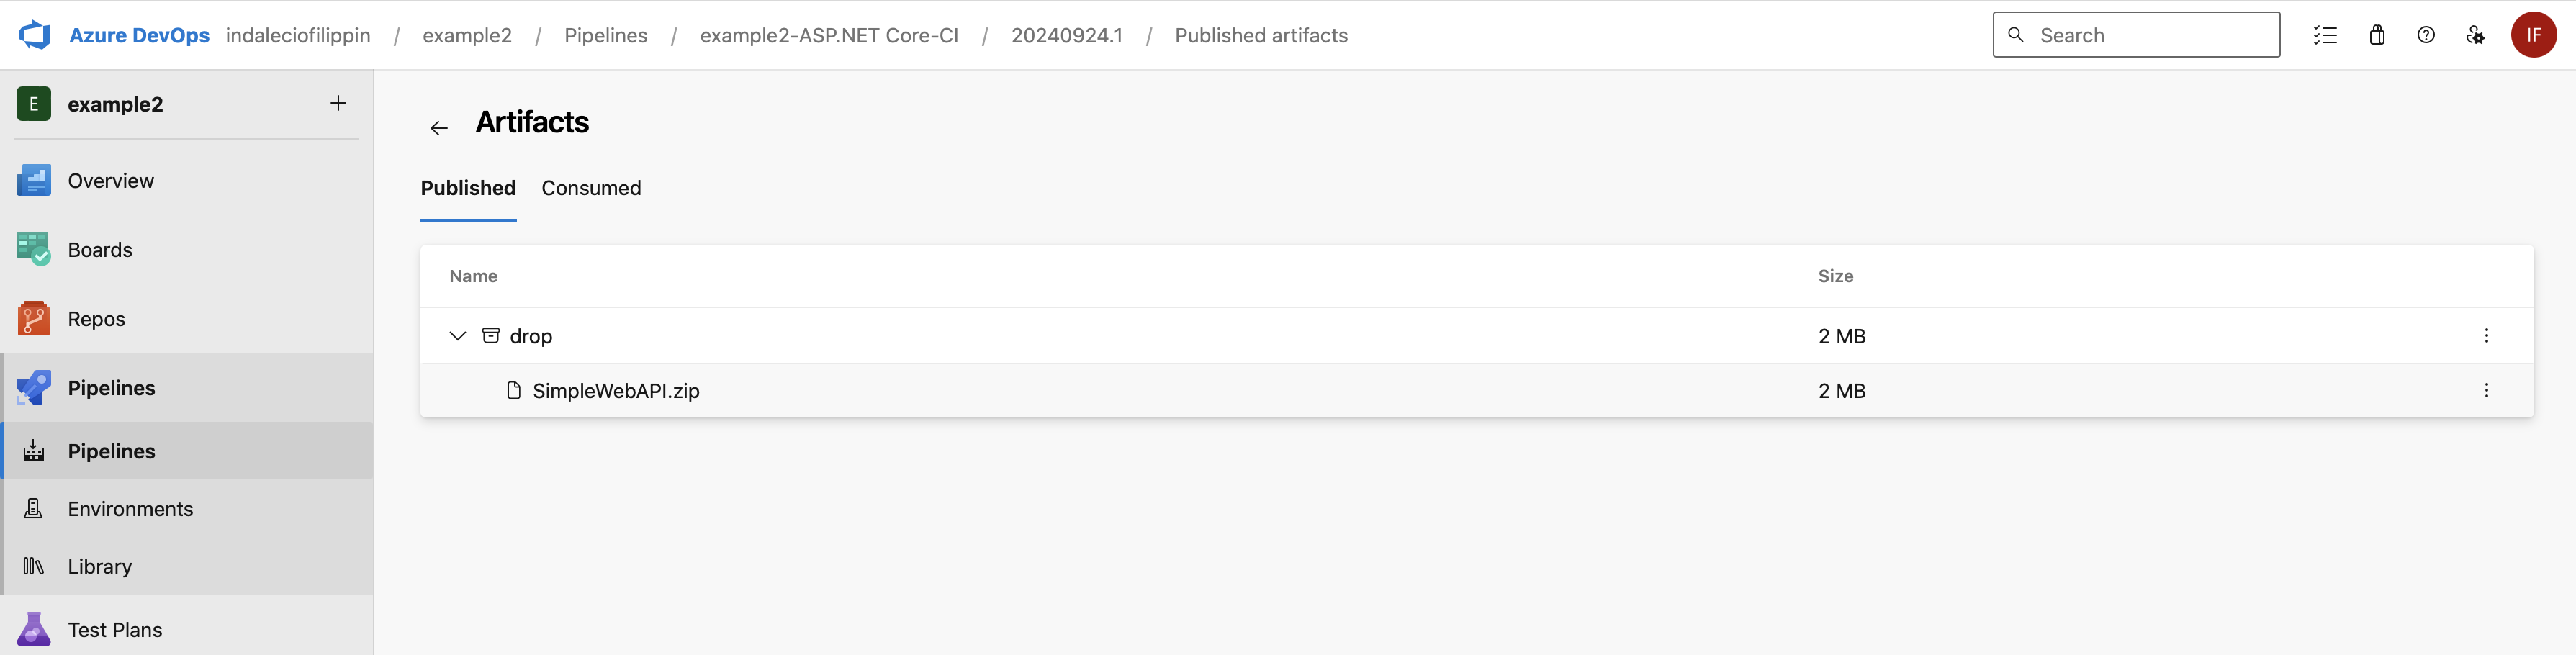 Azure DevOps indaleciofilippin / example2 / Pipelines / example2-ASP.NET Core-CI / 20240924.1 / Published artifacts
Search
IF
E example2
Overview
Boards
Repos
Pipelines
Pipelines
Environments
Library
Test Plans
Artifacts
Published Consumed
Name Size
drop 2 MB
SimpleWebAPI.zip 2 MB